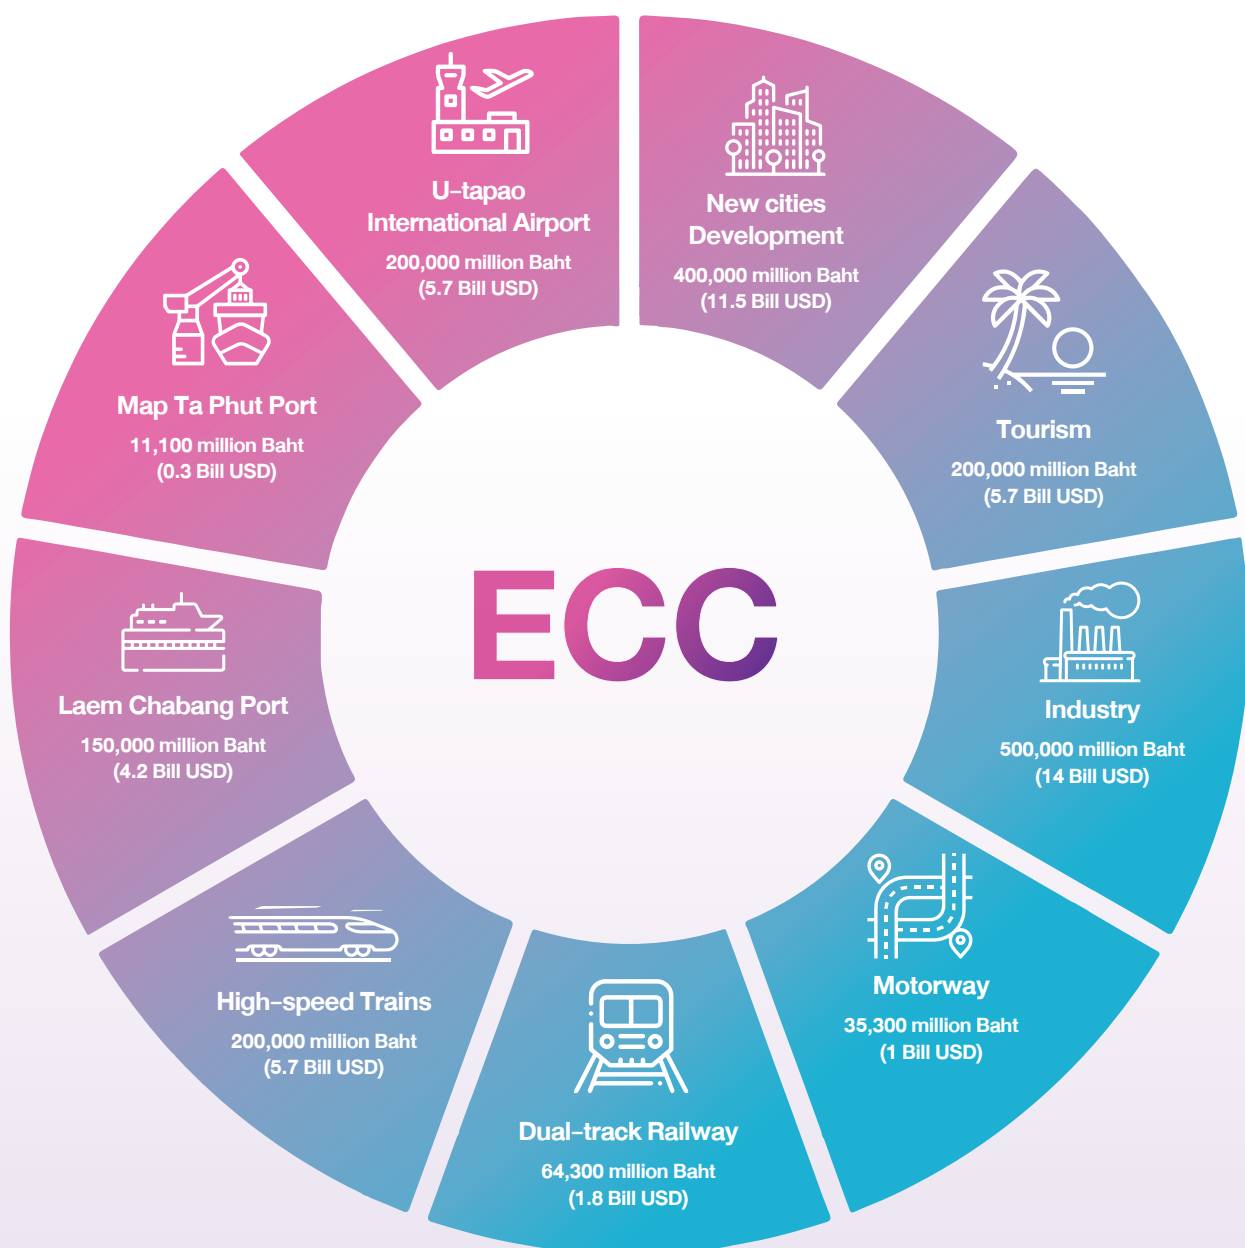 U-tapao
International Airport
200,000 million Baht
(5.7 Bill USD)
New cities
Development
400,000 million Baht
(11.5 Bill USD)
Tourism
200,000 million Baht
(5.7 Bill USD)
Industry
500,000 million Baht
(14 Bill USD)
Motorway
35,300 million Baht
(1 Bill USD)
Dual-track Railway
64,300 million Baht
(1.8 Bill USD)
High-speed Trains
200,000 million Baht
(5.7 Bill USD)
Laem Chabang Port
150,000 million Baht
(4.2 Bill USD)
Map Ta Phut Port
11,100 million Baht
(0.3 Bill USD)
ECC